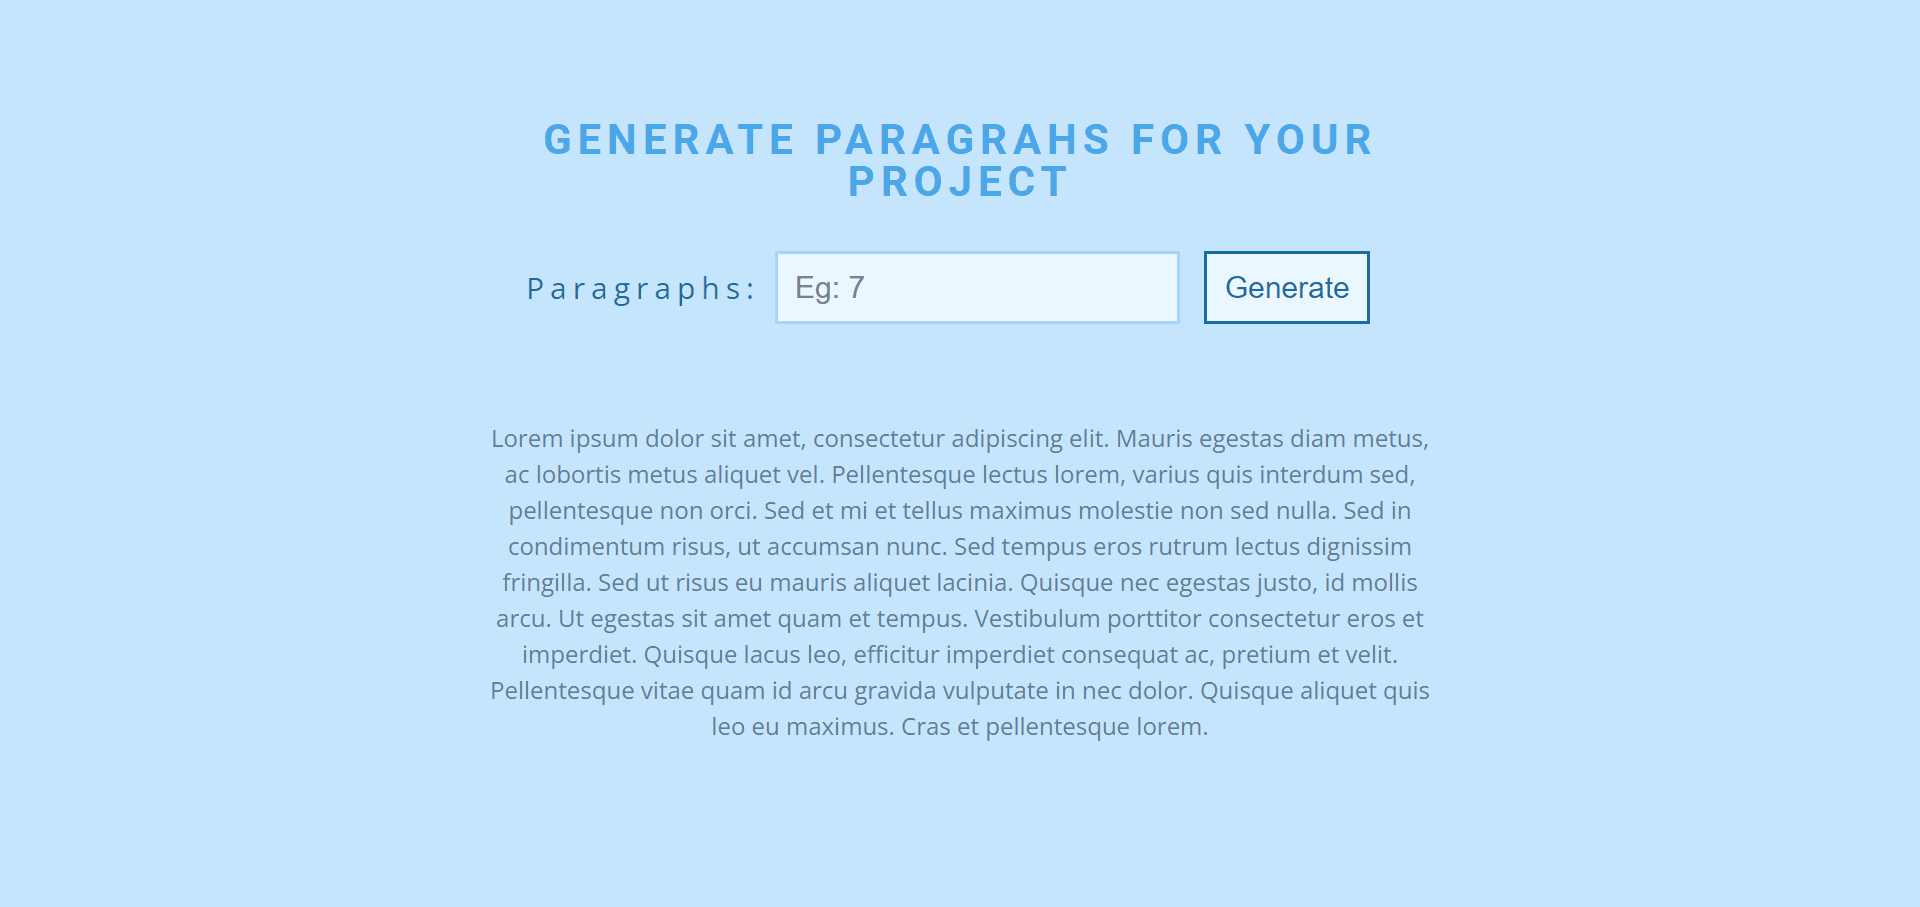 GENERATE PARAGRAHS FOR YOUR
PROJECT
Paragraphs: Eg: 7 Generate
Lorem ipsum dolor sit amet, consectetur adipiscing elit. Mauris egestas diam metus,
ac lobortis metus aliquet vel. Pellentesque lectus lorem, varius quis interdum sed,
pellentesque non orci. Sed et mi et tellus maximus molestie non sed nulla. Sed in
condimentum risus, ut accumsan nunc. Sed tempus eros rutrum lectus dignissim
fringilla. Sed ut risus eu mauris aliquet lacinia. Quisque nec egestas justo, id mollis
arcu. Ut egestas sit amet quam et tempus. Vestibulum porttitor consectetur eros et
imperdiet. Quisque lacus leo, efficitur imperdiet consequat ac, pretium et velit.
Pellentesque vitae quam id arcu gravida vulputate in nec dolor. Quisque aliquet quis
leo eu maximus. Cras et pellentesque lorem.